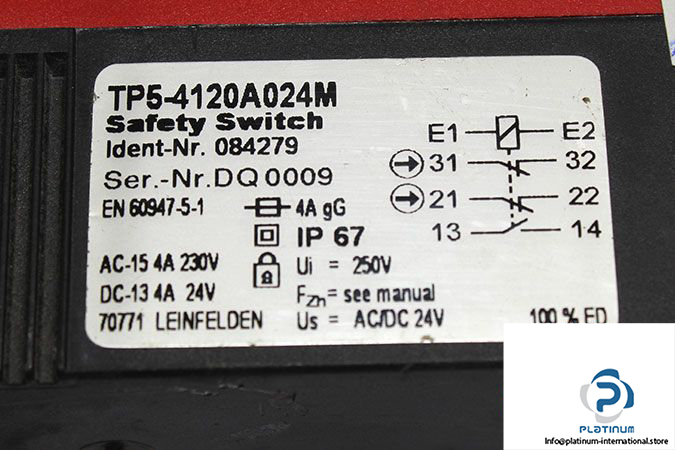 TP5-4120A024M
Safety Switch
Ident-Nr. 084279
Ser.-Nr. DQ 0009
EN 60947-5-1
4A gG
IP 67
AC-15 4A 230V
Ui = 250V
DC-13 4A 24V
FZh = see manual
70771 LEINFELDEN
Us = AC/DC 24V
100 % ED
E1 E2
31 32
21 22
13 14
PLATINUM
Info@platinum-international.store